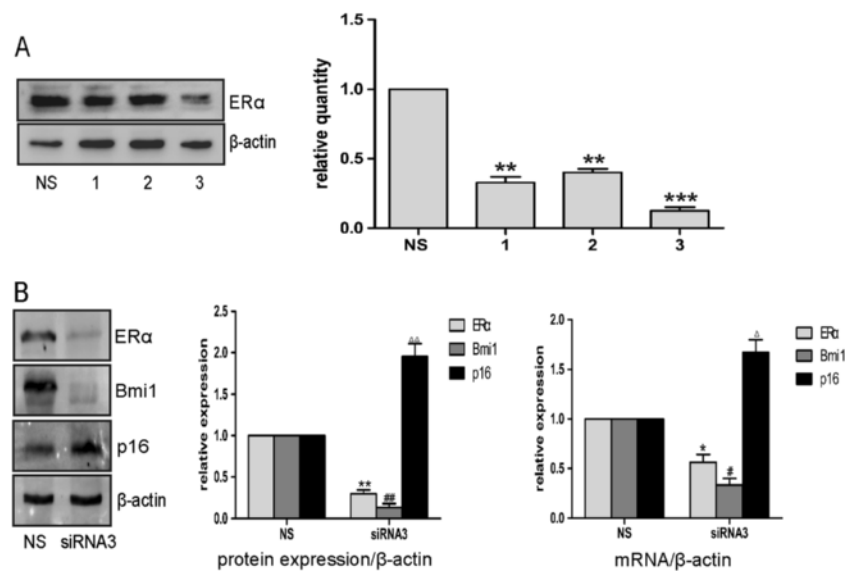 A
ERα
β-actin
NS 1 2 3
relative quantity
1.0
0.5
0.0
** ** ***
NS 1 2 3
B
ERα
Bmi1
p16
β-actin
NS siRNA3
relative expression
2.5
2.0
1.5
1.0
0.5
0.0
ERα
Bmi1
p16
** ## ΔΔ
NS siRNA3
protein expression/β-actin
relative expression
2.0
1.5
1.0
0.5
0.0
ERα
Bmi1
p16
* # Δ
NS siRNA3
mRNA/β-actin